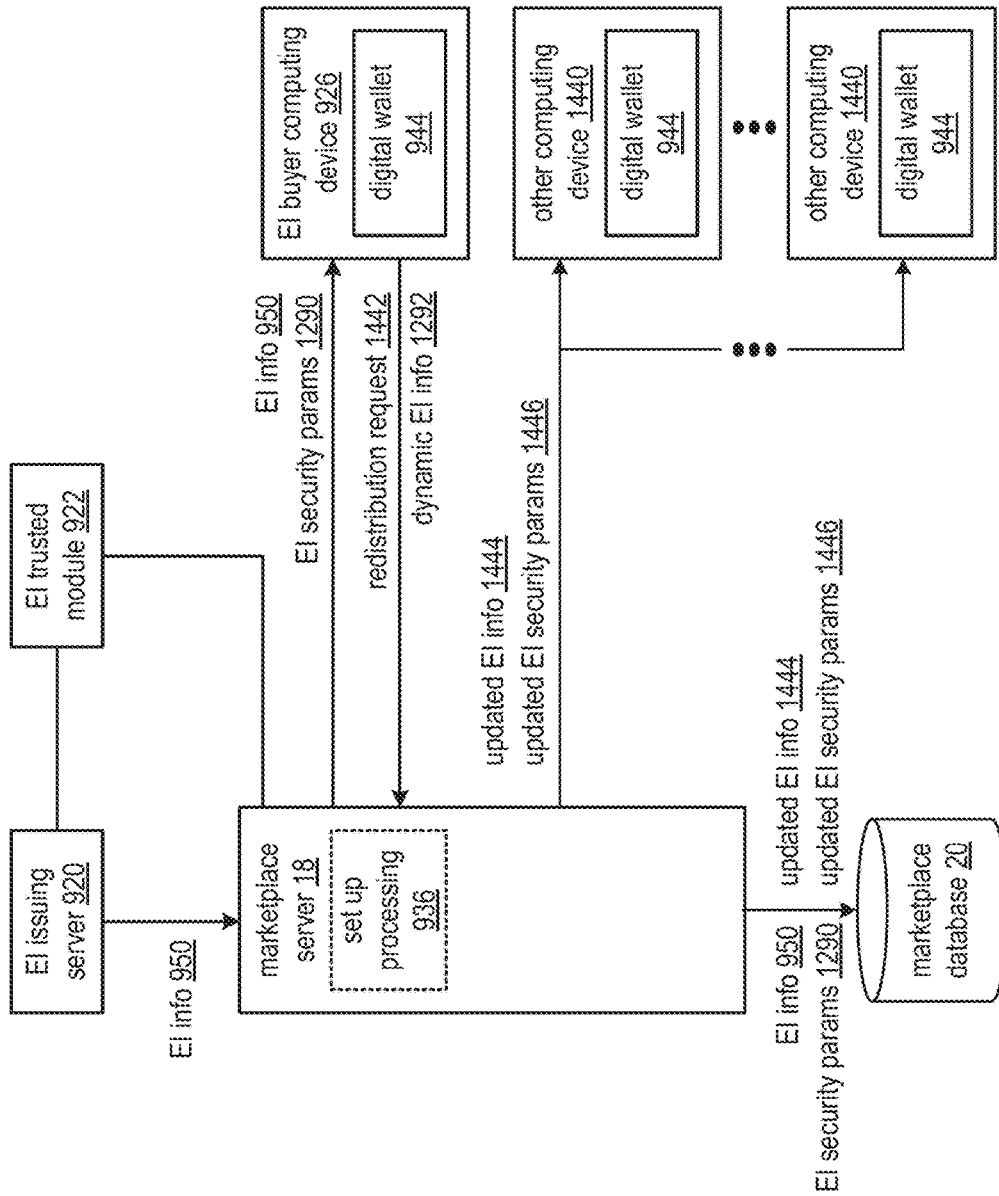 EI issuing
server 920
EI trusted
module 922
EI info 950
marketplace
server 18
set up
processing
936
EI info 950
EI security params 1290
redistribution request 1442
dynamic EI info 1292
EI buyer computing
device 926
digital wallet
944
updated EI info 1444
updated EI security params 1446
other computing
device 1440
digital wallet
944
other computing
device 1440
digital wallet
944
EI info 950
EI security params 1290
updated EI info 1444
updated EI security params 1446
marketplace
database 20